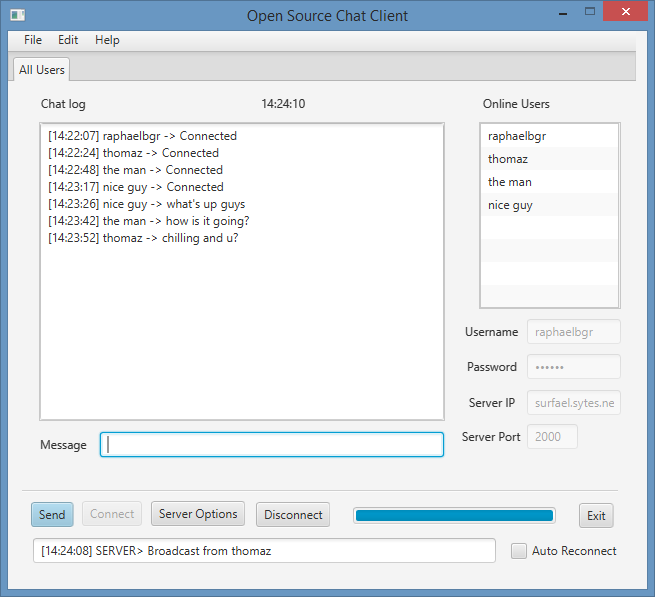 Open Source Chat Client
File Edit Help
All Users
Chat log 14:24:10 Online Users
[14:22:07] raphaelbgr -> Connected
[14:22:24] thomaz -> Connected
[14:22:48] the man -> Connected
[14:23:17] nice guy -> Connected
[14:23:26] nice guy -> what's up guys
[14:23:42] the man -> how is it going?
[14:23:52] thomaz -> chilling and u?
raphaelbgr
thomaz
the man
nice guy
Username raphaelbgr
Password ••••••
Server IP surfael.sytes.ne
Server Port 2000
Message
Send Connect Server Options Disconnect Exit
[14:24:08] SERVER> Broadcast from thomaz Auto Reconnect